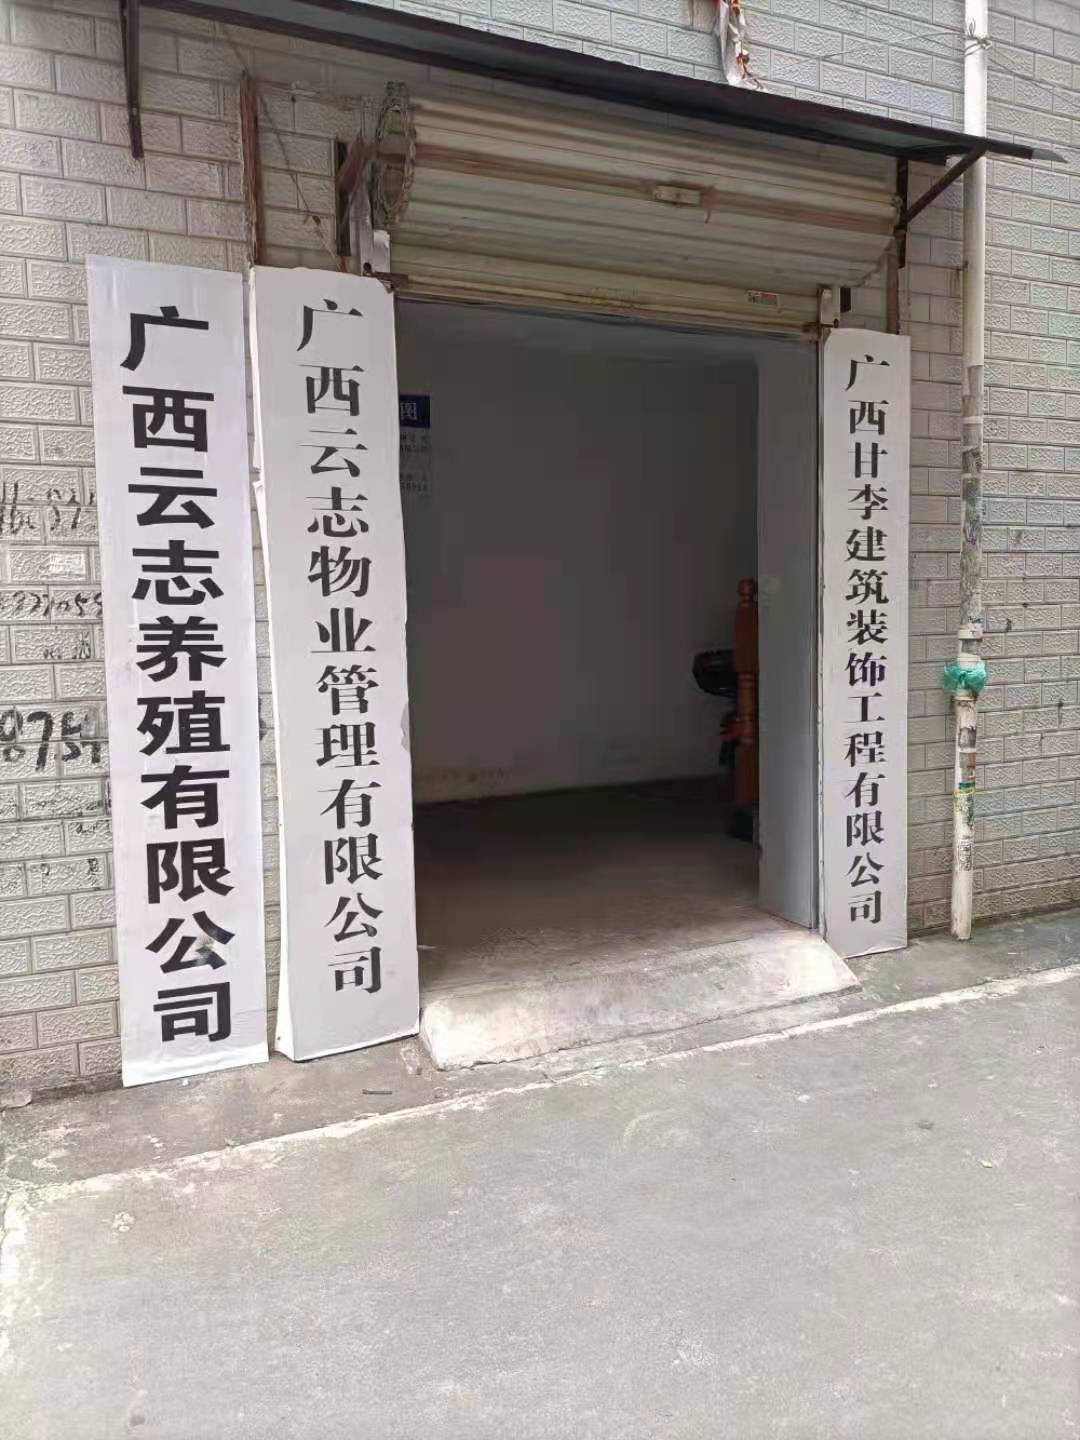 广西云志养殖有限公司
广西云志物业管理有限公司
图
广西甘李建筑装饰工程有限公司